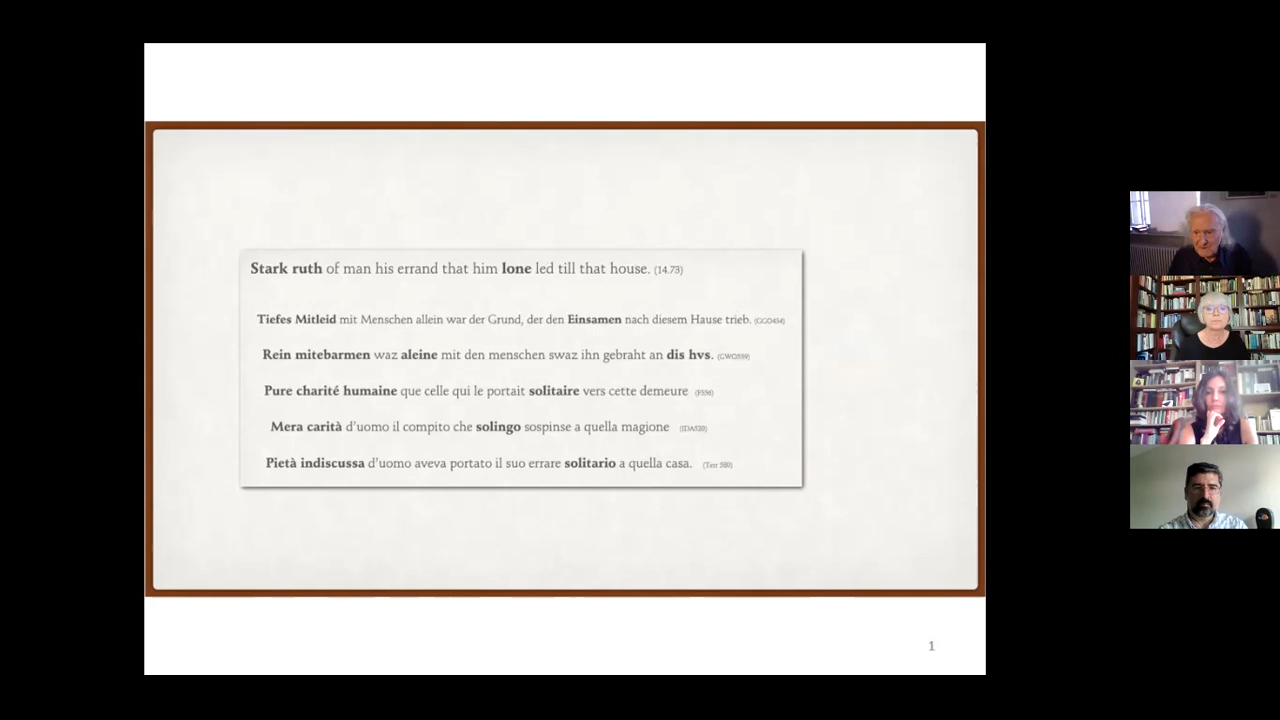 Stark ruth of man his errand that him lone led till that house. (14.73)
Tiefes Mitleid mit Menschen allein war der Grund, der den Einsamen nach diesem Hause trieb. (GGO434)
Rein mitebarmen waz aleine mit den menschen swaz ihn gebraht an dis hvs. (GWO539)
Pure charité humaine que celle qui le portait solitaire vers cette demeure
Mera carità d'uomo il compito che solingo sospinse a quella magione
Pietà indiscussa d'uomo aveva portato il suo errare solitario a quella casa. (Terr 580)
1